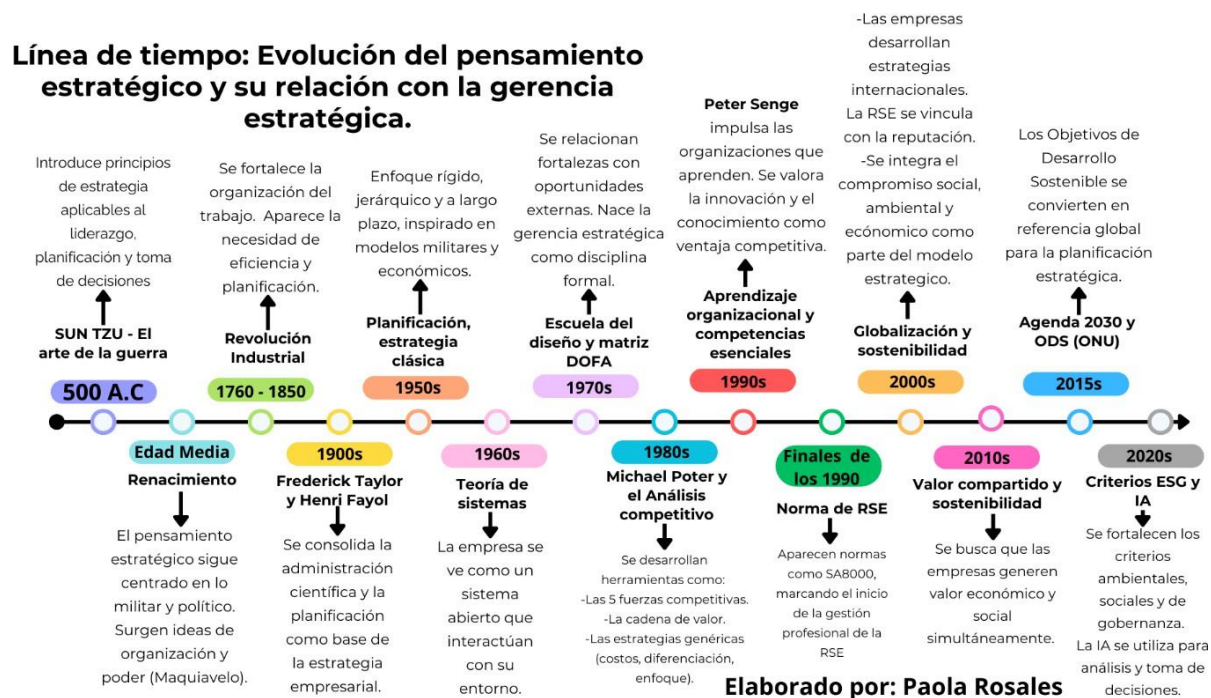 Línea de tiempo: Evolución del pensamiento
estratégico y su relación con la gerencia
estratégica.
Introduce principios
de estrategia
aplicables al
liderazgo,
planificación y toma
de decisiones
SUN TZU - El
arte de la guerra
500 A.C
Edad Media
Renacimiento
El pensamiento
estratégico sigue
centrado en lo
militar y político.
Surgen ideas de
organización y
poder (Maquiavelo).
Se fortalece la
organización del
trabajo. Aparece la
necesidad de
eficiencia y
planificación.
Revolución
Industrial
1760 - 1850
1900s
Frederick Taylor
y Henri Fayol
Se consolida la
administración
científica y la
planificación
como base de
la estrategia
empresarial.
Enfoque rígido,
jerárquico y a largo
plazo, inspirado en
modelos militares y
económicos.
Planificación,
estrategia
clásica
1950s
1960s
Teoría de
sistemas
La empresa se
ve como un
sistema
abierto que
interactúan
con su
entorno.
Se relacionan
fortalezas con
oportunidades
externas. Nace la
gerencia estratégica
como disciplina
formal.
Escuela del
diseño y matriz
DOFA
1970s
1980s
Michael Poter y
el Análisis
competitivo
Se desarrollan
herramientas como:
-Las 5 fuerzas competitivas.
-La cadena de valor.
-Las estrategias genéricas
(costos, diferenciación,
enfoque).
Peter Senge
impulsa las
organizaciones que
aprenden. Se valora
la innovación y el
conocimiento como
ventaja competitiva.
Aprendizaje
organizacional y
competencias
esenciales
1990s
Finales de
los 1990
Norma de RSE
Aparecen normas
como SA8000,
marcando el inicio
de la gestión
profesional de la
RSE
-Las empresas
desarrollan
estrategias
internacionales.
La RSE se vincula
con la reputación.
-Se integra el
compromiso social,
ambiental y
ecónomico como
parte del modelo
estrategico.
Globalización y
sostenibilidad
2000s
2010s
Valor compartido y
sostenibilidad
Se busca que las
empresas generen
valor económico y
social
simultáneamente.
Los Objetivos de
Desarrollo
Sostenible se
convierten en
referencia global
para la planificación
estratégica.
Agenda 2030 y
ODS (ONU)
2015s
2020s
Criterios ESG y
IA
Se fortalecen los
criterios
ambientales,
sociales y de
gobernanza.
La IA se utiliza para
análisis y toma de
decisiones.
Elaborado por: Paola Rosales